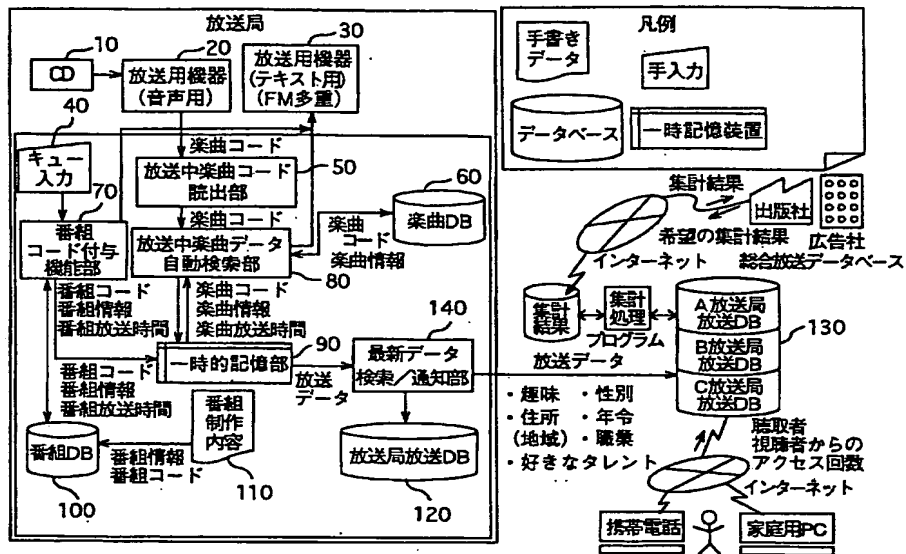 放送局
10
CD
20
放送用機器
(音声用)
30
放送用機器
(テキスト用)
(FM多重)
40
キュー
入力
楽曲コード
50
放送中楽曲コード
読出部
60
楽曲DB
70
番組
コード付与
機能部
楽曲コード
放送中楽曲データ
自動検索部
80
楽曲
コード
楽曲情報
番組コード
番組情報
番組放送時間
楽曲コード
楽曲情報
楽曲放送時間
90
一時的記憶部
放送
データ
140
最新データ
検索/通知部
番組コード
番組情報
番組放送時間
番組
制作
内容
110
番組DB
100
番組情報
番組コード
放送局放送DB
120
凡例
手書き
データ
手入力
データベース
一時記憶装置
集計結果
出版社
希望の集計結果
広告社
インターネット
総合放送データベース
集計
結果
集計
処理
プログラム
放送データ
A放送局
放送DB
B放送局
放送DB
C放送局
放送DB
130
・趣味 ・性別
・住所 ・年令
(地域) ・職業
・好きなタレント
聴取者
視聴者からの
アクセス回数
インターネット
携帯電話
家庭用PC